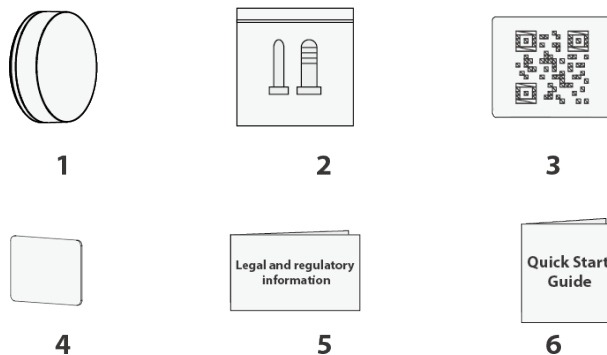 1
2
3
Legal and regulatory
information
Quick Start
Guide
4
5
6